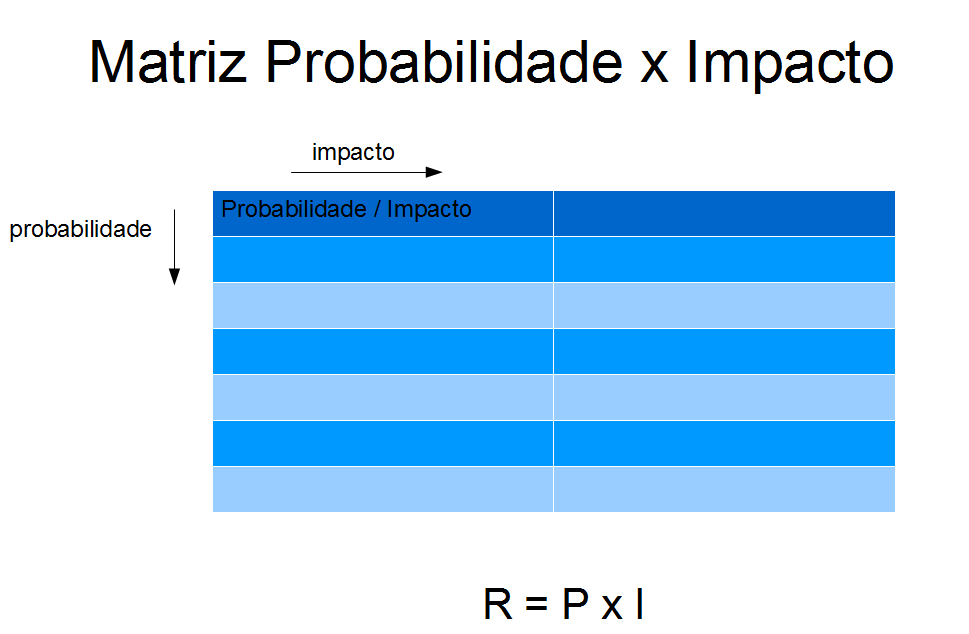 Matriz Probabilidade x Impacto
impacto
Probabilidade / Impacto
probabilidade
R = P x I